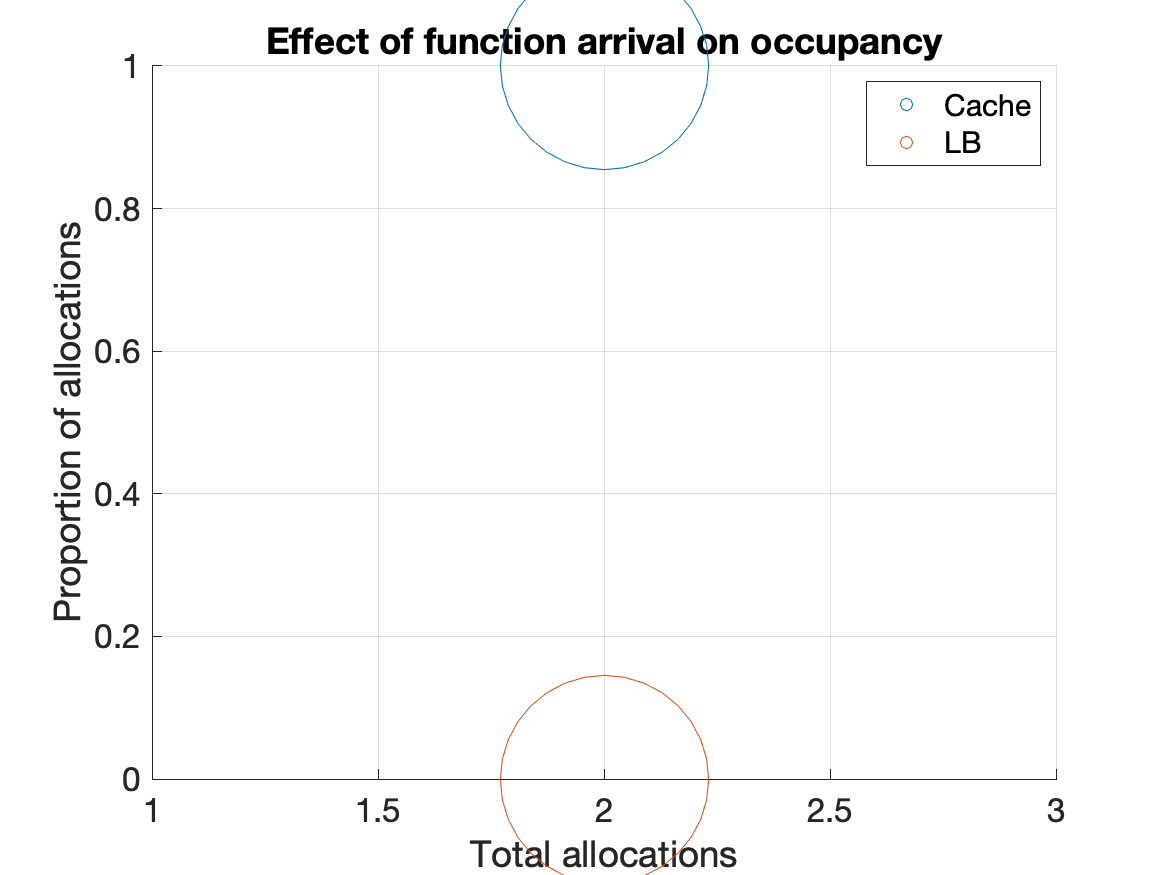 Effect of function arrival on occupancy
Cache
LB
Proportion of allocations
1
0.8
0.6
0.4
0.2
0
1 1.5 2 2.5 3
Total allocations